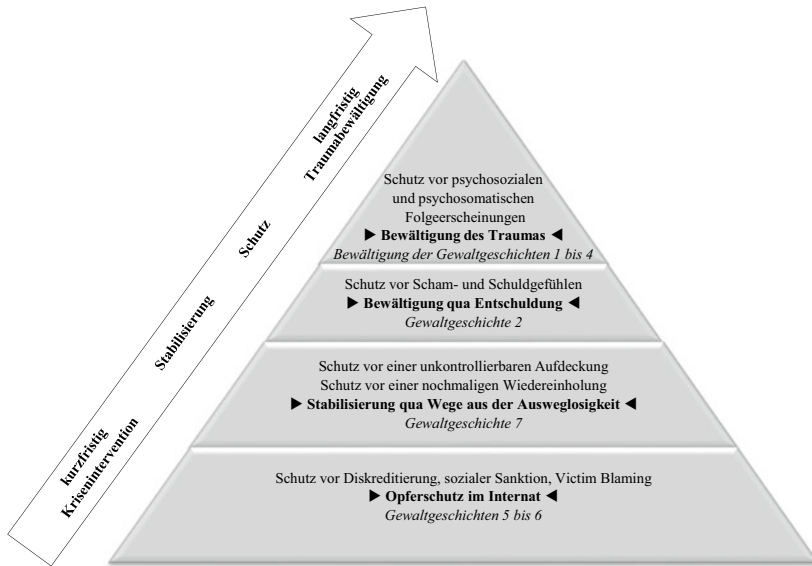 langfristig
Traumabewältigung
Schutz
Stabilisierung
kurzfristig
Krisenintervention
Schutz vor psychosozialen
und psychosomatischen
Folgeerscheinungen
► Bewältigung des Traumas ◄
Bewältigung der Gewaltgeschichten 1 bis 4
Schutz vor Scham- und Schuldgefühlen
► Bewältigung qua Entschuldung ◄
Gewaltgeschichte 2
Schutz vor einer unkontrollierbaren Aufdeckung
Schutz vor einer nochmaligen Wiedereinholung
► Stabilisierung qua Wege aus der Ausweglosigkeit ◄
Gewaltgeschichte 7
Schutz vor Diskreditierung, sozialer Sanktion, Victim Blaming
► Opferschutz im Internat ◄
Gewaltgeschichten 5 bis 6